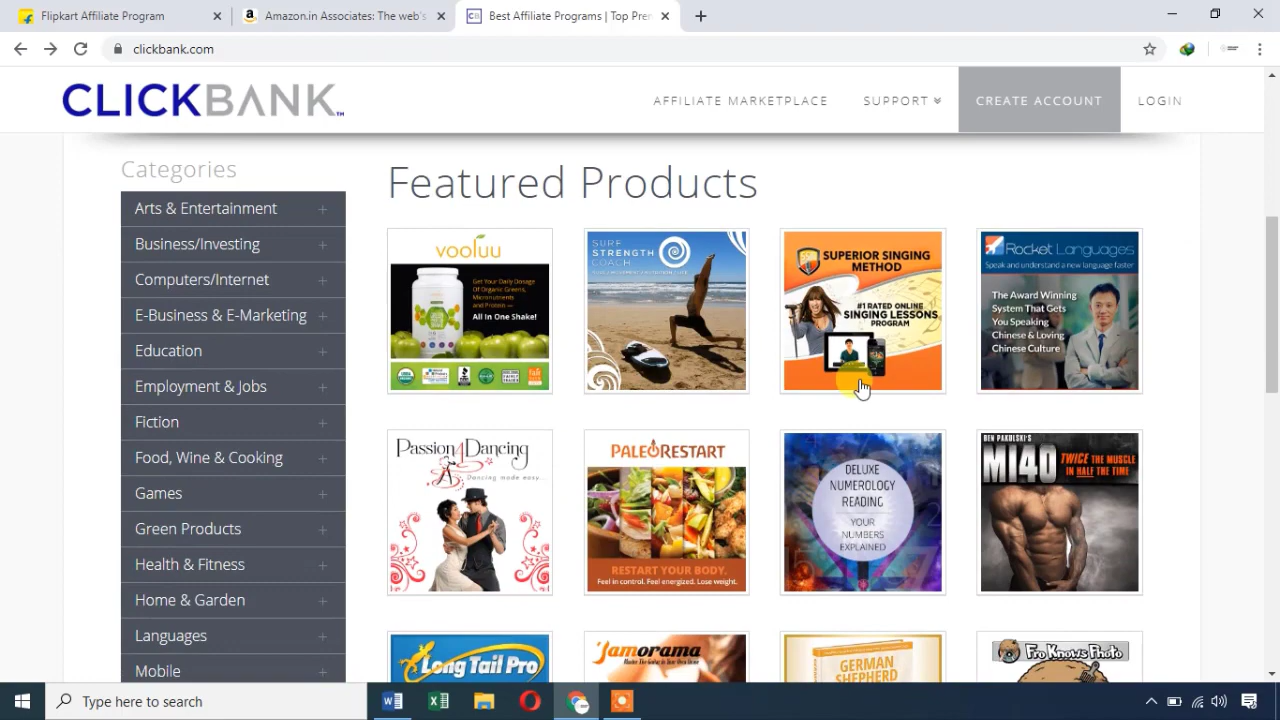 Flipkart Affiliate Program
Amazon.in Associates: The web's
Best Affiliate Programs | Top Pre
clickbank.com
CLICKBANK™
AFFILIATE MARKETPLACE
SUPPORT
CREATE ACCOUNT
LOGIN
Categories
Arts & Entertainment
Business/Investing
Computers/Internet
E-Business & E-Marketing
Education
Employment & Jobs
Fiction
Food, Wine & Cooking
Games
Green Products
Health & Fitness
Home & Garden
Languages
Mobile
Featured Products
vooluu
Get Your Daily Dosage
Of Organic Greens,
Micronutrients
and Protein —
All In One Shake!
SURF
STRENGTH
COACH
SUPERIOR SINGING
METHOD
#1 RATED ONLINE
SINGING LESSONS
PROGRAM
Rocket Languages
Speak and understand a new language faster
The Award Winning
System That Gets
You Speaking
Chinese & Loving
Chinese Culture
Passion4Dancing
Dancing made easy...
PALEORESTART
RESTART YOUR BODY.
Feel in control. Feel energized. Lose weight.
DELUXE
NUMEROLOGY
READING
YOUR
NUMBERS
EXPLAINED
BEN PAKULSKI'S
MI40
TWICE THE MUSCLE
IN HALF THE TIME
Long Tail Pro
Jamorama
GERMAN
SHEPHERD
Fro Knows Photo
Type here to search